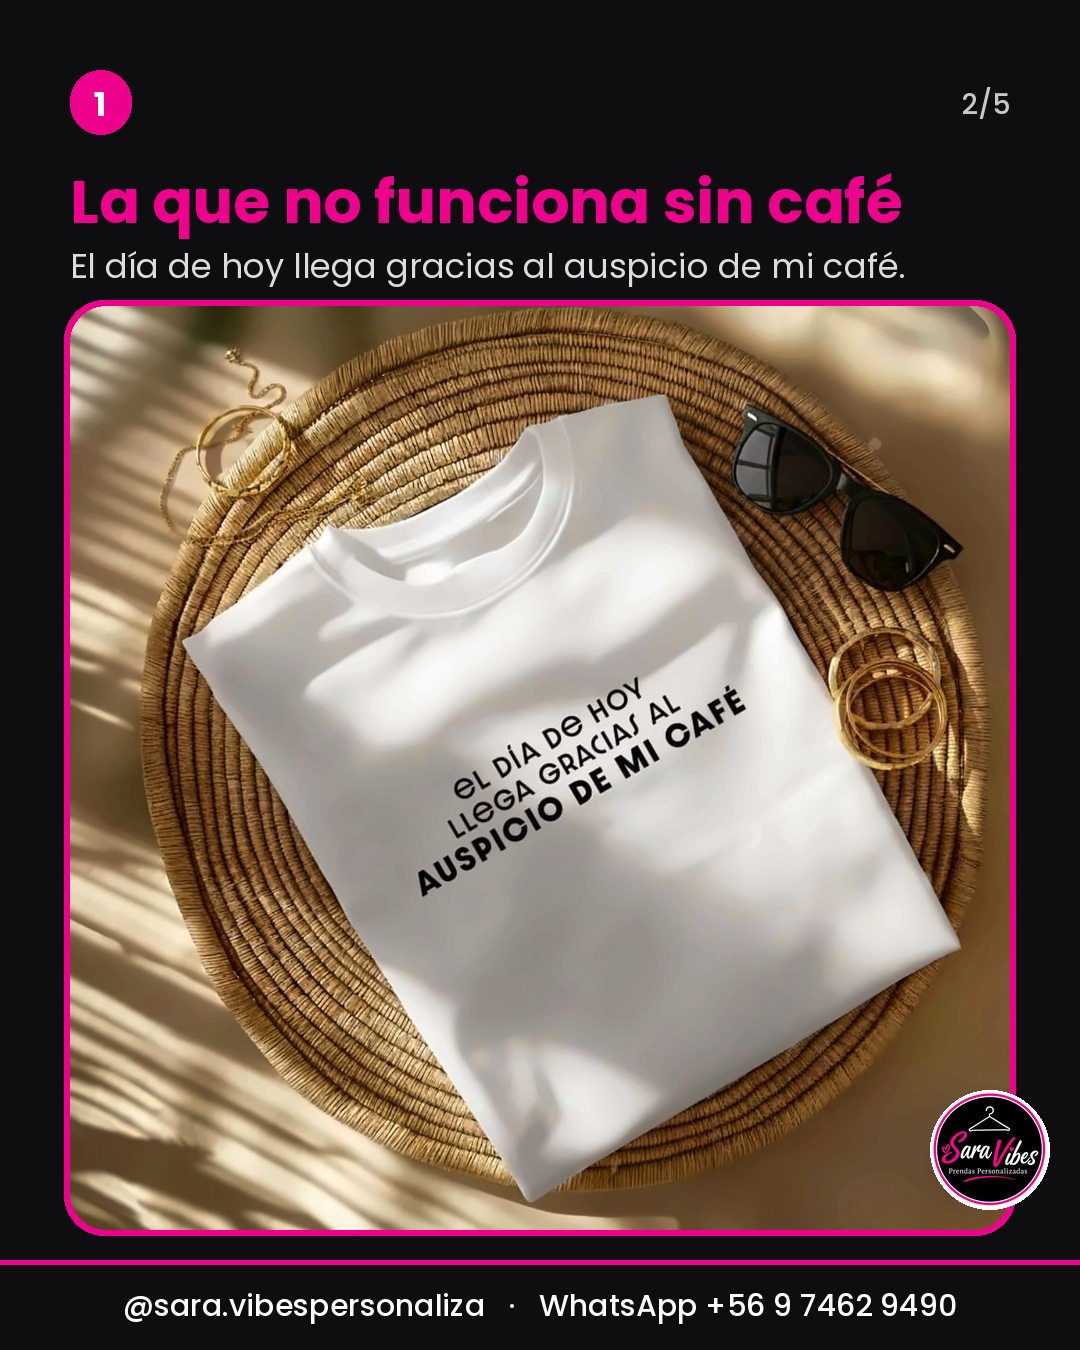 1
2/5
La que no funciona sin café
El día de hoy llega gracias al auspicio de mi café.
eL DÍA De HOY
LLeGA GRACIAS AL
AUSPICIO DE MI CAFÉ
Sara Vibes
Prendas Personalizadas
@sara.vibespersonaliza · WhatsApp +56 9 7462 9490